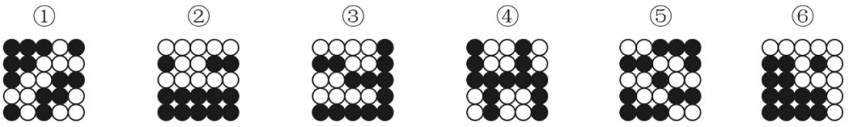 ① ② ③ ④ ⑤ ⑥